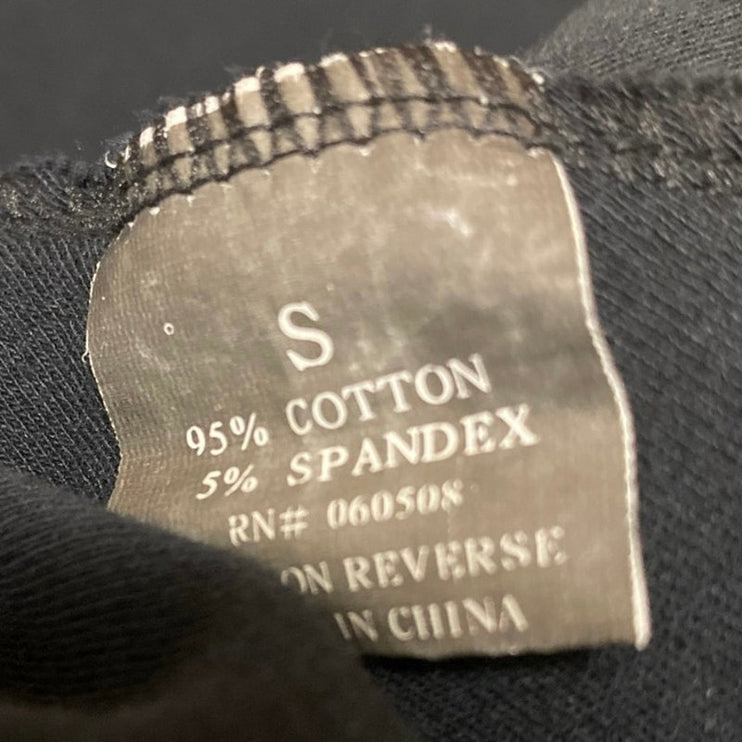 S
95% COTTON
5% SPANDEX
RN# 060508
ON REVERSE
IN CHINA